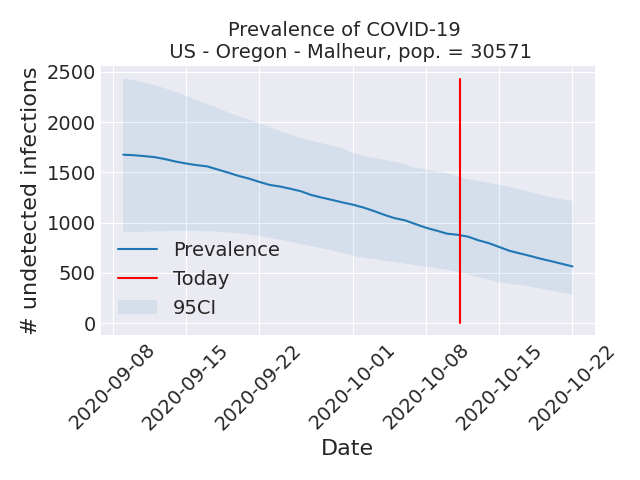 Prevalence of COVID-19
US - Oregon - Malheur, pop. = 30571
# undetected infections
2500
2000
1500
1000
500
0
Prevalence
Today
95CI
2020-09-08
2020-09-15
2020-09-22
2020-10-01
2020-10-08
2020-10-15
2020-10-22
Date